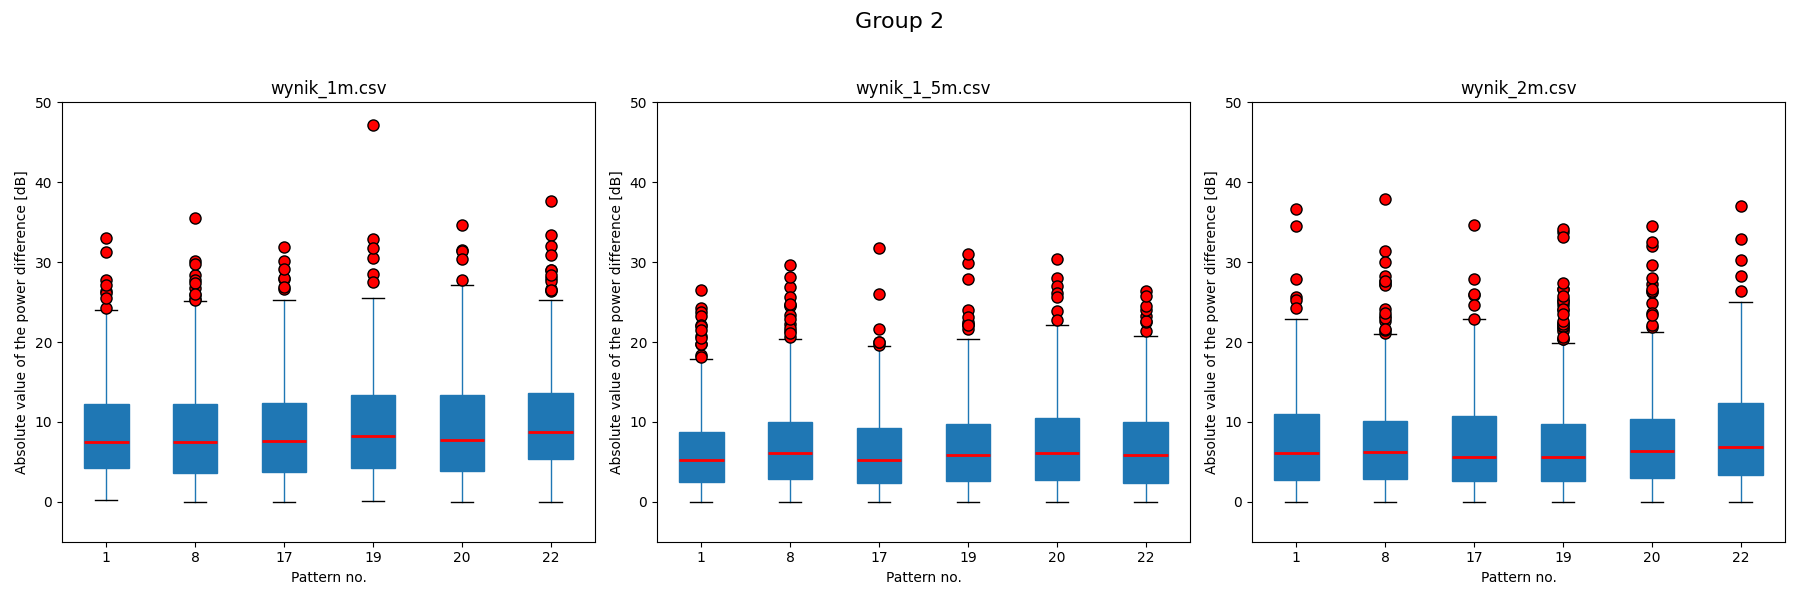 Group 2
wynik_1m.csv
Absolute value of the power difference [dB]
50
40
30
20
10
0
1 8 17 19 20 22
Pattern no.
wynik_1_5m.csv
Absolute value of the power difference [dB]
50
40
30
20
10
0
1 8 17 19 20 22
Pattern no.
wynik_2m.csv
Absolute value of the power difference [dB]
50
40
30
20
10
0
1 8 17 19 20 22
Pattern no.